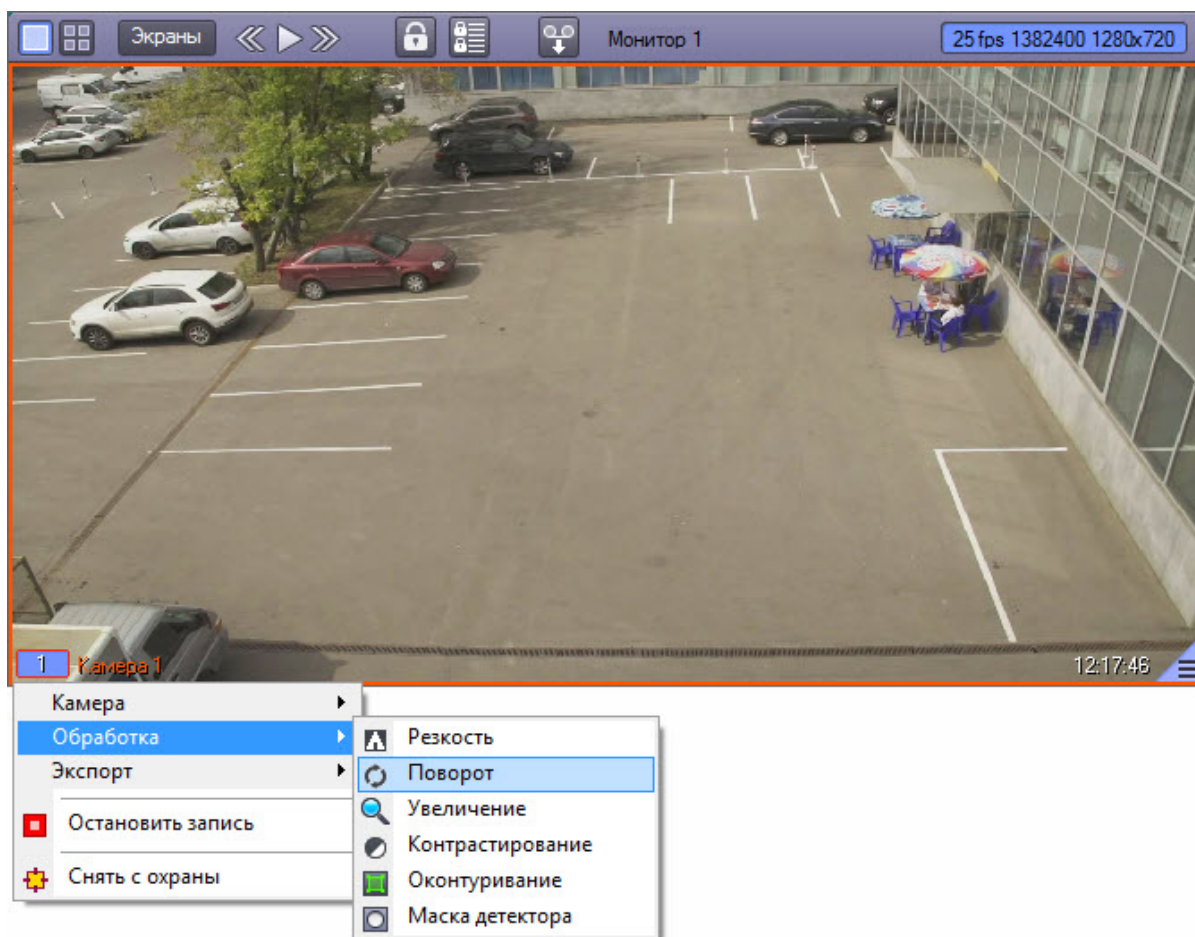 Экраны
Монитор 1
25 fps 1382400 1280x720
1 Камера 1
12:17:46
Камера
Обработка
Экспорт
Остановить запись
Снять с охраны
Резкость
Поворот
Увеличение
Контрастирование
Оконтуривание
Маска детектора